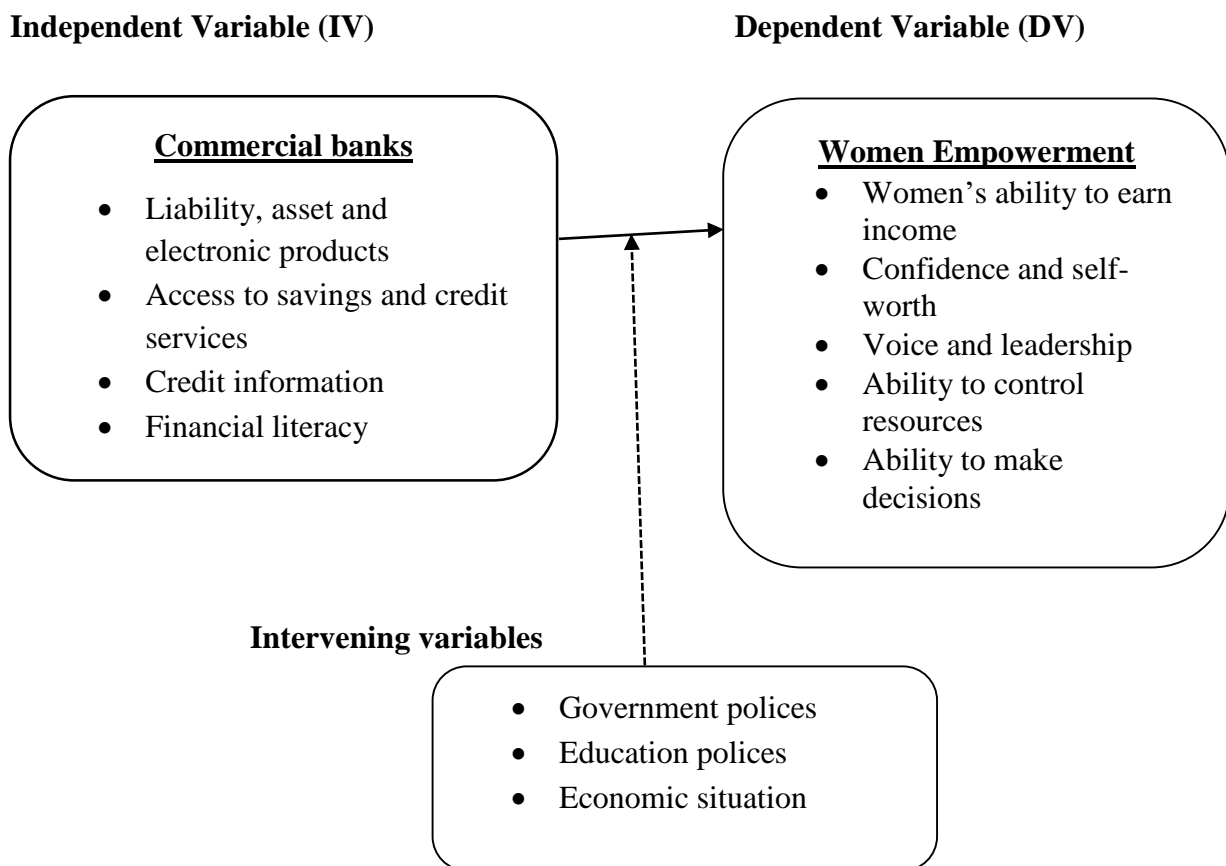 Independent Variable (IV)
Dependent Variable (DV)
Commercial banks
• Liability, asset and
electronic products
• Access to savings and credit
services
• Credit information
• Financial literacy
Women Empowerment
• Women’s ability to earn
income
• Confidence and self-
worth
• Voice and leadership
• Ability to control
resources
• Ability to make
decisions
Intervening variables
• Government polices
• Education polices
• Economic situation